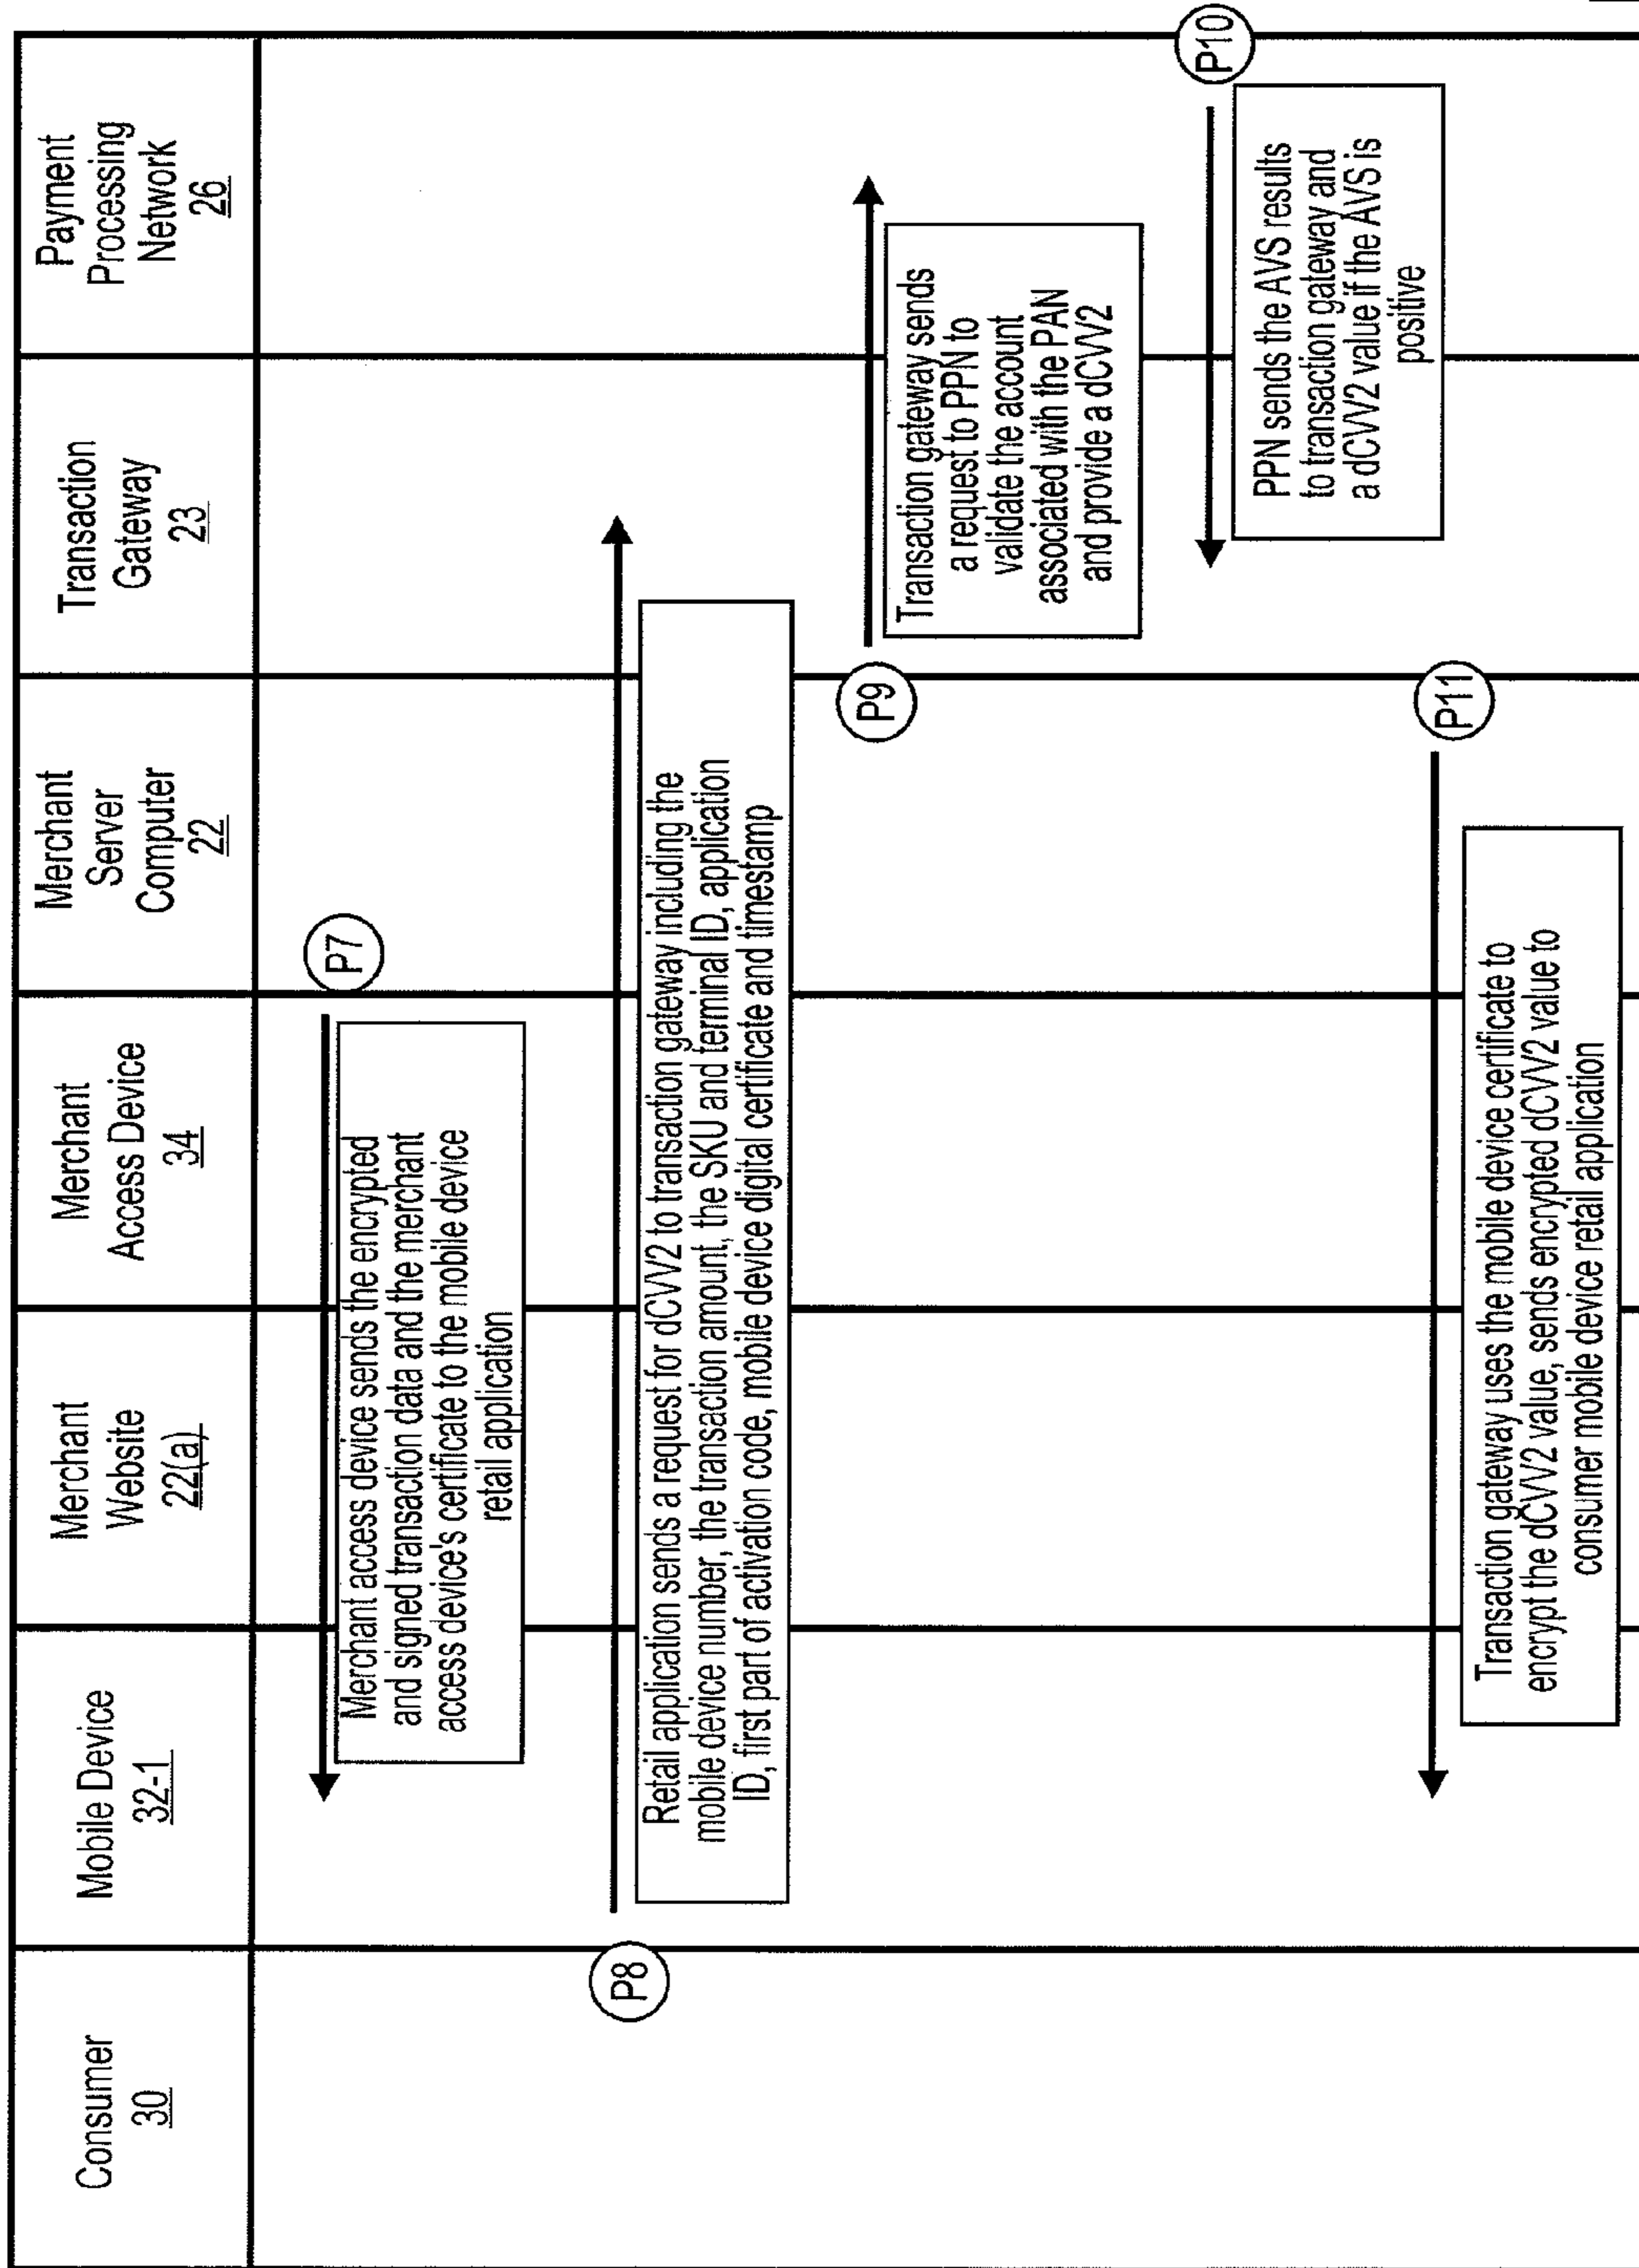 Consumer
30
Mobile Device
32-1
Merchant
Website
22(a)
Merchant
Access Device
34
Merchant
Server
Computer
22
Transaction
Gateway
23
Payment
Processing
Network
26
P7
Merchant access device sends the encrypted
and signed transaction data and the merchant
access device's certificate to the mobile device
retail application
P8
Retail application sends a request for dCVV2 to transaction gateway including the
mobile device number, the transaction amount, the SKU and terminal ID, application
ID, first part of activation code, mobile device digital certificate and timestamp
P9
Transaction gateway sends
a request to PPN to
validate the account
associated with the PAN
and provide a dCVV2
P10
PPN sends the AVS results
to transaction gateway and
a dCVV2 value if the AVS is
positive
P11
Transaction gateway uses the mobile device certificate to
encrypt the dCVV2 value, sends encrypted dCVV2 value to
consumer mobile device retail application